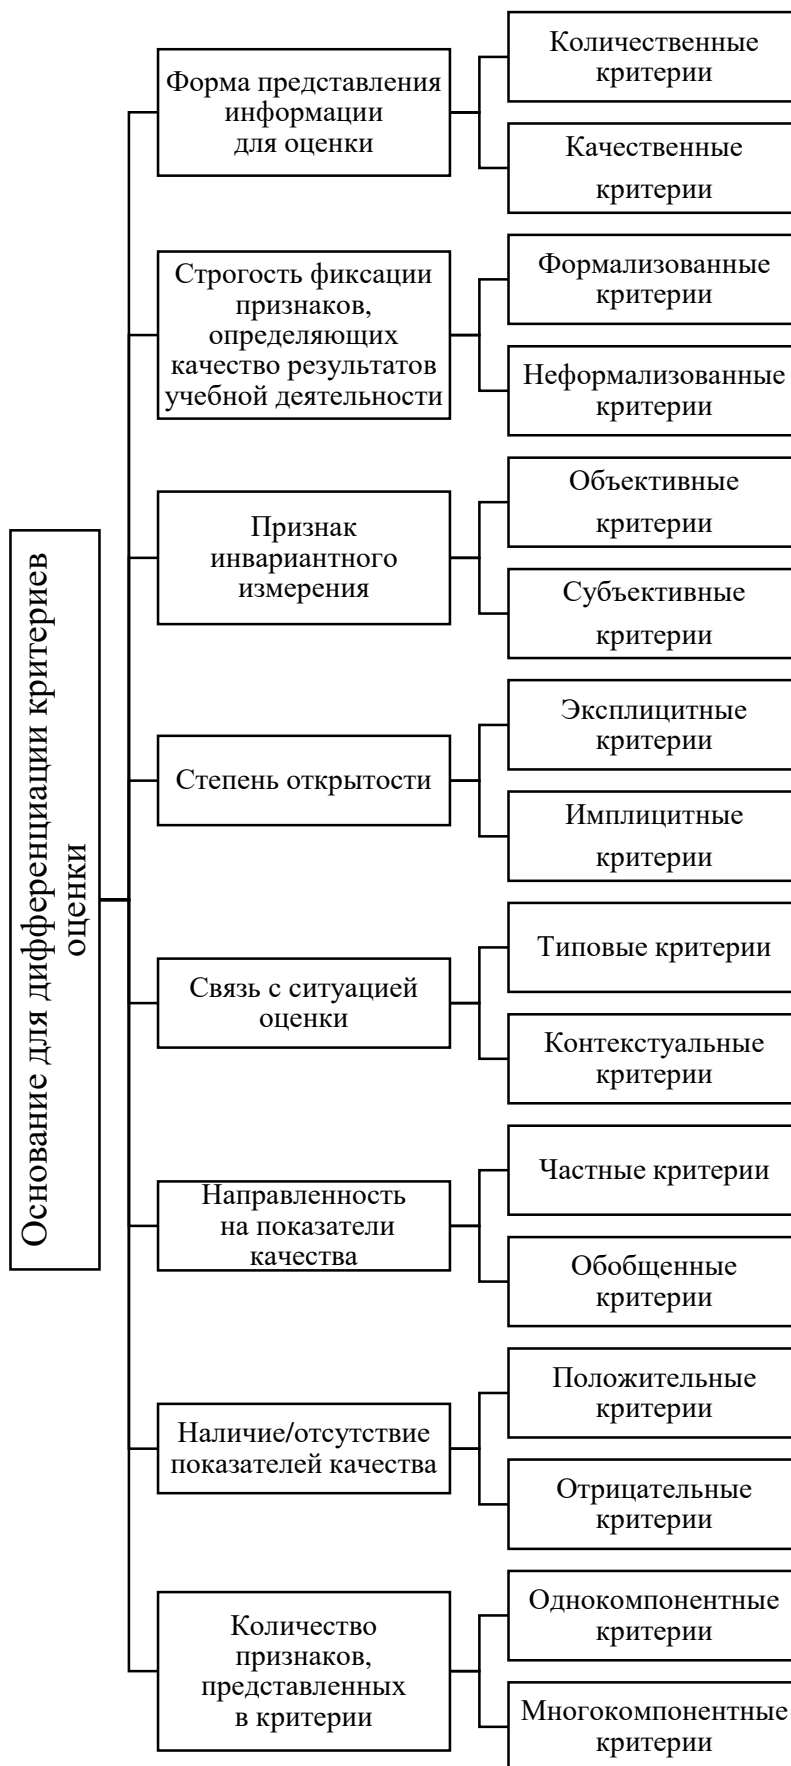 Основание для дифференциации критериев
оценки
Форма представления
информации
для оценки
Количественные
критерии
Качественные
критерии
Строгость фиксации
признаков,
определяющих
качество результатов
учебной деятельности
Формализованные
критерии
Неформализованные
критерии
Признак
инвариантного
измерения
Объективные
критерии
Субъективные
критерии
Степень открытости
Эксплицитные
критерии
Имплицитные
критерии
Связь с ситуацией
оценки
Типовые критерии
Контекстуальные
критерии
Направленность
на показатели
качества
Частные критерии
Обобщенные
критерии
Наличие/отсутствие
показателей качества
Положительные
критерии
Отрицательные
критерии
Количество
признаков,
представленных
в критерии
Однокомпонентные
критерии
Многокомпонентные
критерии